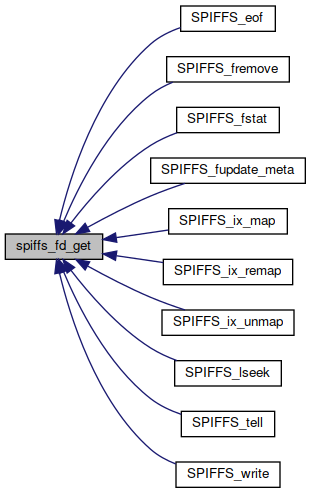 SPIFFS_eof
SPIFFS_fremove
SPIFFS_fstat
SPIFFS_fupdate_meta
SPIFFS_ix_map
spiffs_fd_get
SPIFFS_ix_remap
SPIFFS_ix_unmap
SPIFFS_lseek
SPIFFS_tell
SPIFFS_write